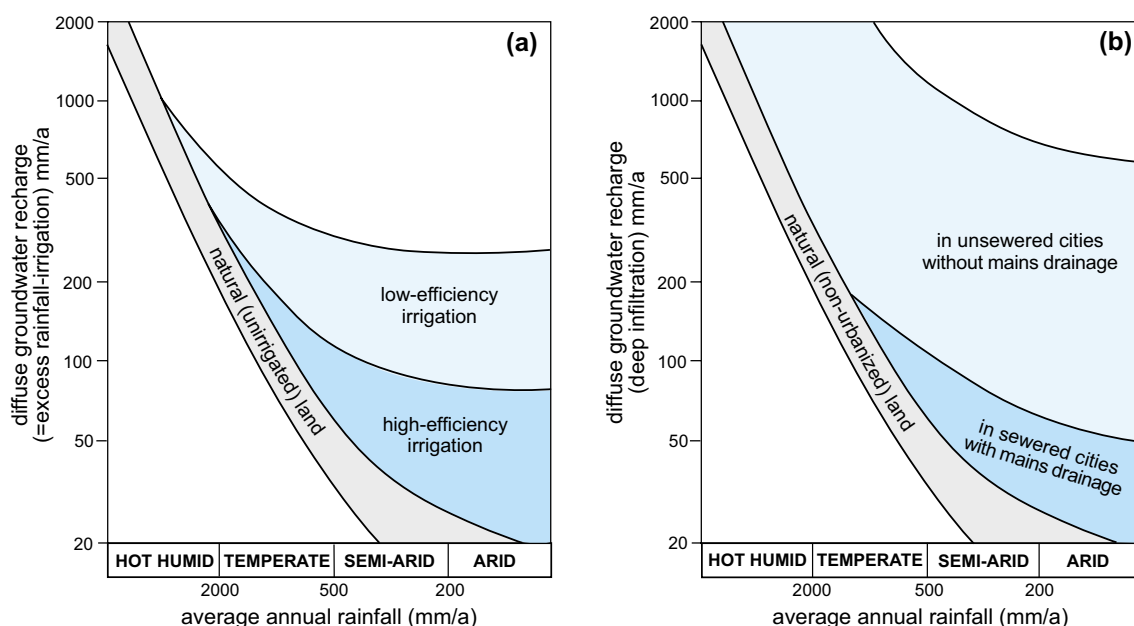 (a)
diffuse groundwater recharge
(=excess rainfall-irrigation) mm/a
2000
1000
500
200
100
50
20
natural (unirrigated) land
low-efficiency
irrigation
high-efficiency
irrigation
HOT HUMID
TEMPERATE
SEMI-ARID
ARID
2000
500
200
average annual rainfall (mm/a)
(b)
diffuse groundwater recharge
(deep infiltration) mm/a
2000
1000
500
200
100
50
20
natural (non-urbanized) land
in unsewered cities
without mains drainage
in sewered cities
with mains drainage
HOT HUMID
TEMPERATE
SEMI-ARID
ARID
2000
500
200
average annual rainfall (mm/a)